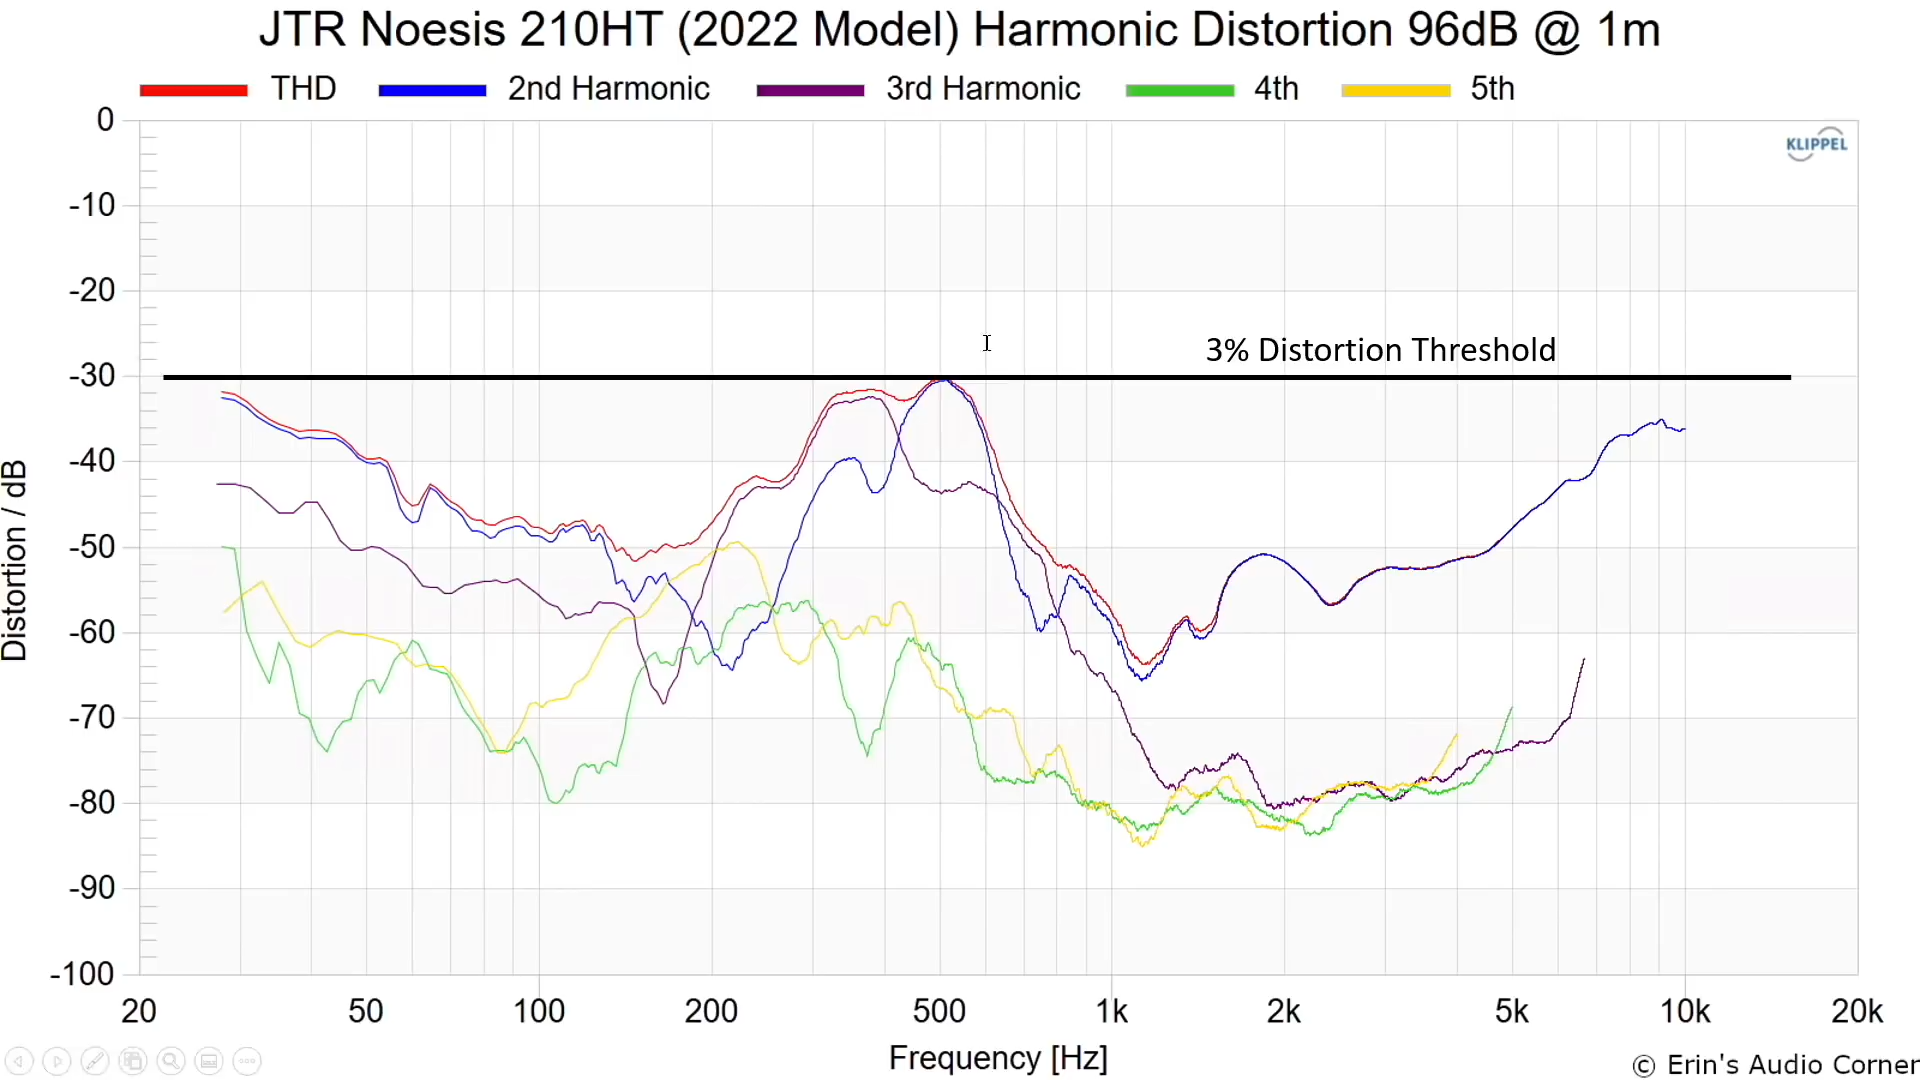 JTR Noesis 210HT (2022 Model) Harmonic Distortion 96dB @ 1m
THD 2nd Harmonic 3rd Harmonic 4th 5th
KLIPPEL
0
-10
-20
-30
-40
-50
-60
-70
-80
-90
-100
Distortion / dB
3% Distortion Threshold
20 50 100 200 500 1k 2k 5k 10k 20k
Frequency [Hz]
© Erin's Audio Corner